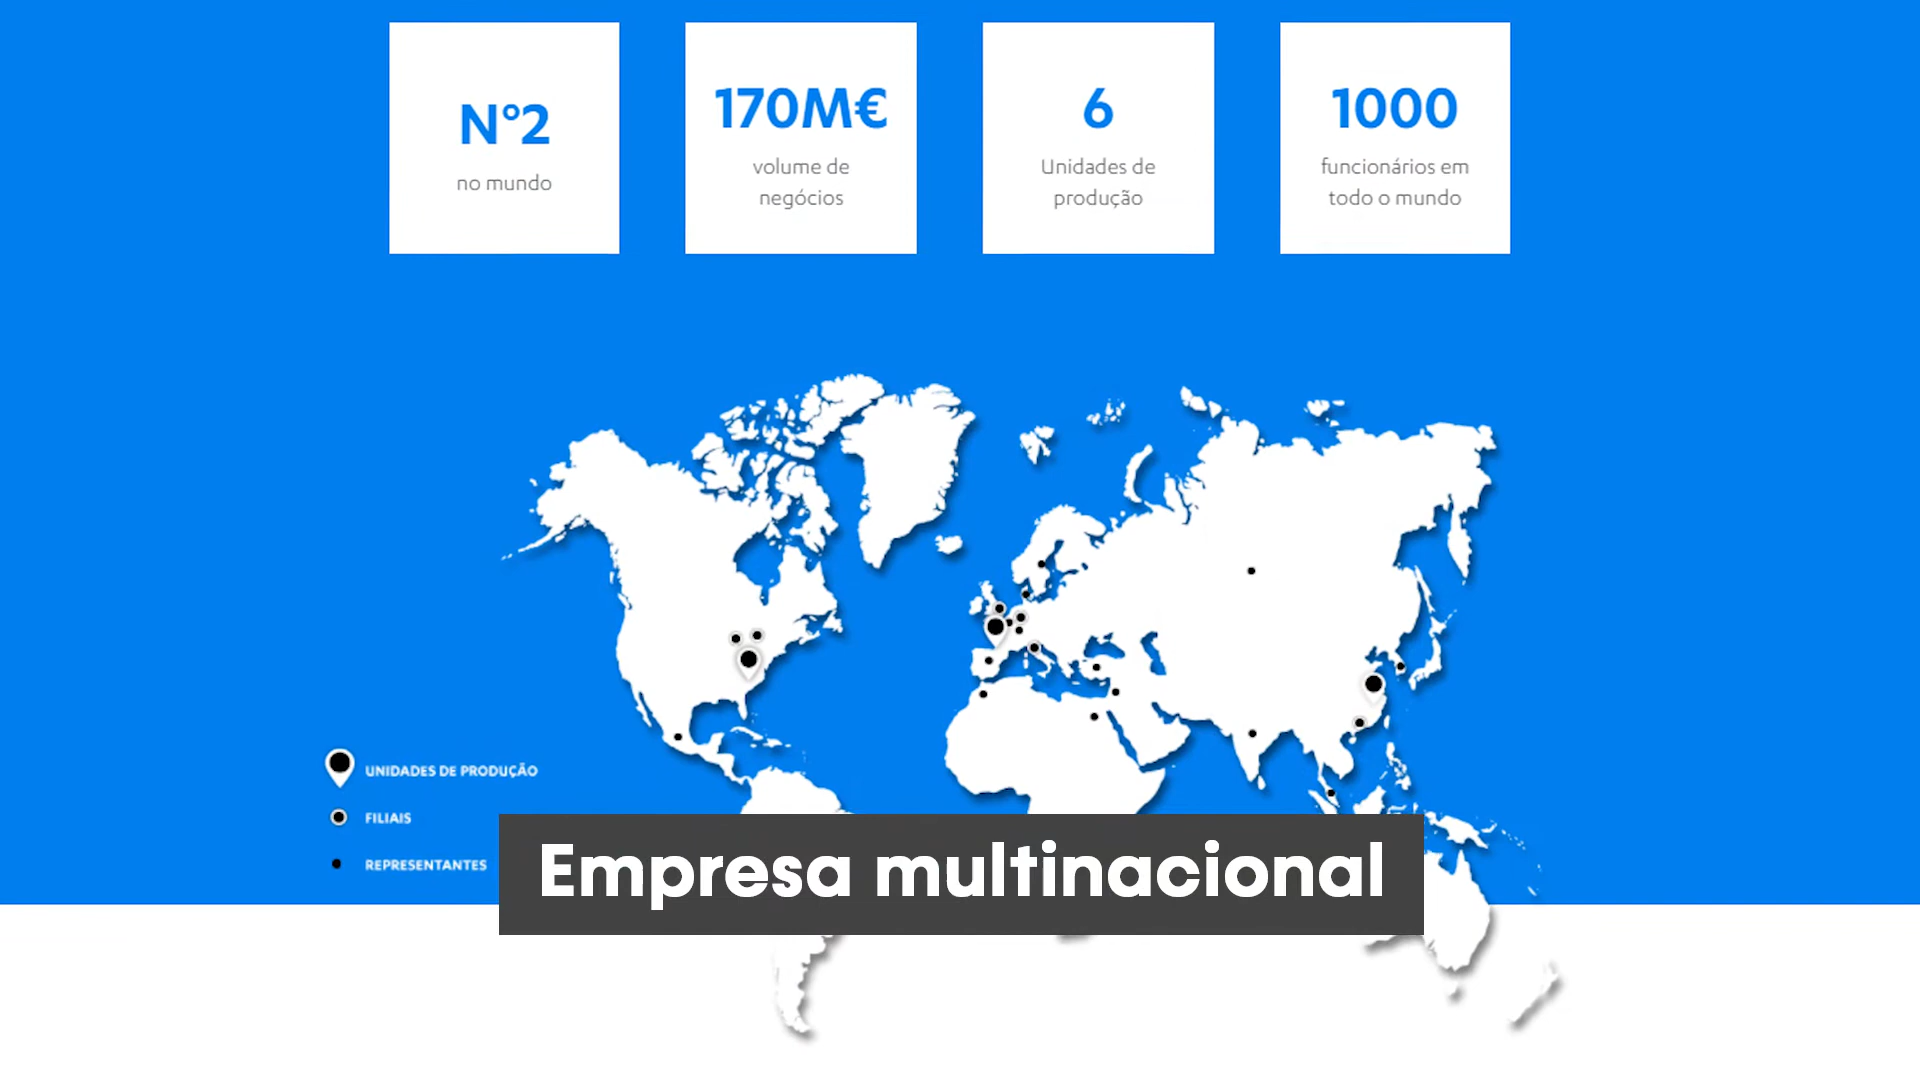 N°2
no mundo
170M€
volume de
negócios
6
Unidades de
produção
1000
funcionários em
todo o mundo
UNIDADES DE PRODUÇÃO
FILIAIS
REPRESENTANTES
Empresa multinacional